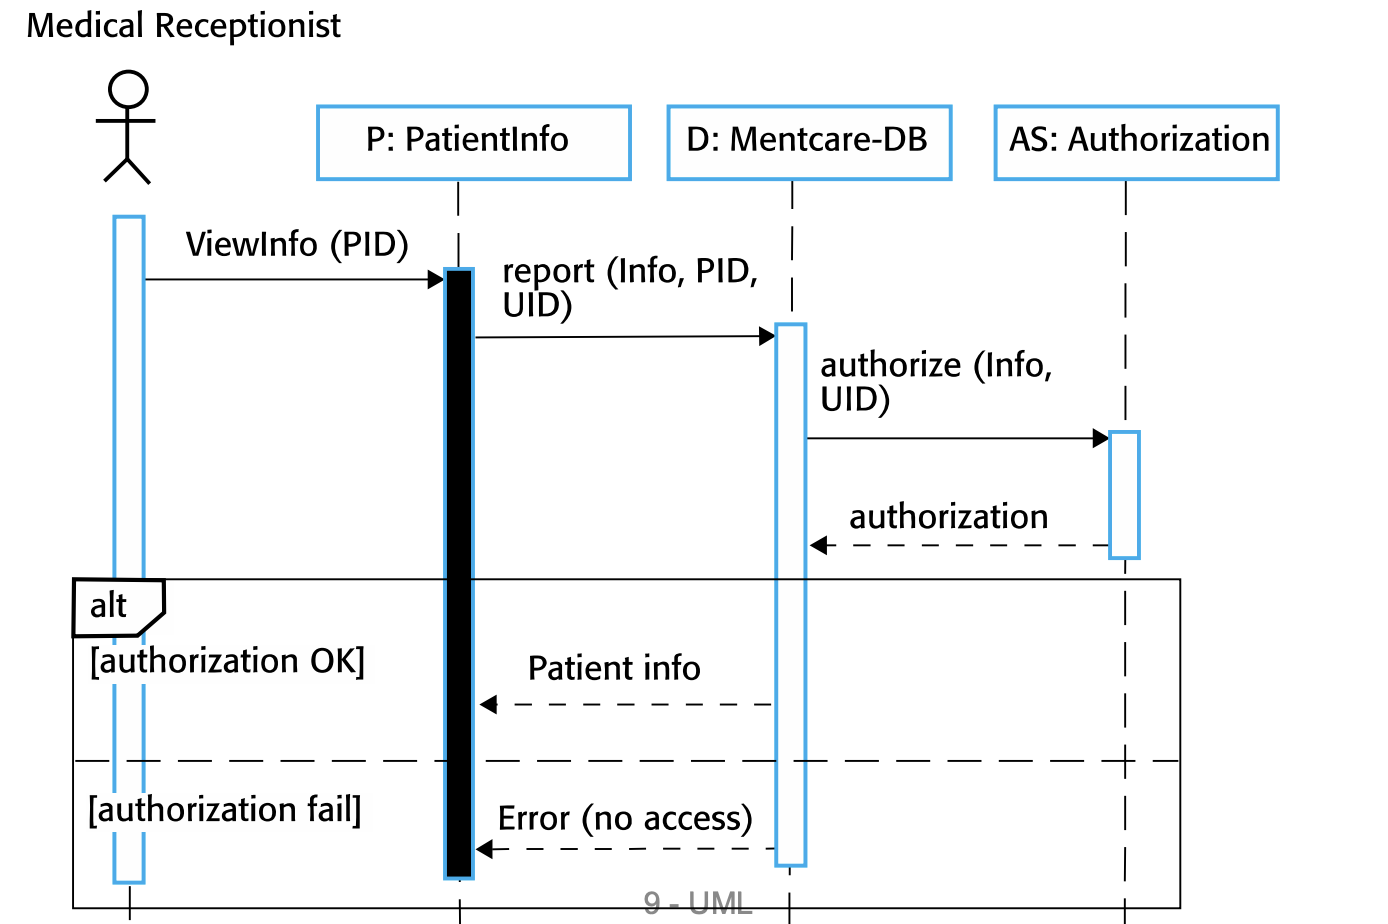 Medical Receptionist
P: PatientInfo
D: Mentcare-DB
AS: Authorization
ViewInfo (PID)
report (Info, PID,
UID)
authorize (Info,
UID)
authorization
alt
[authorization OK]
Patient info
[authorization fail]
Error (no access)
9 - UML